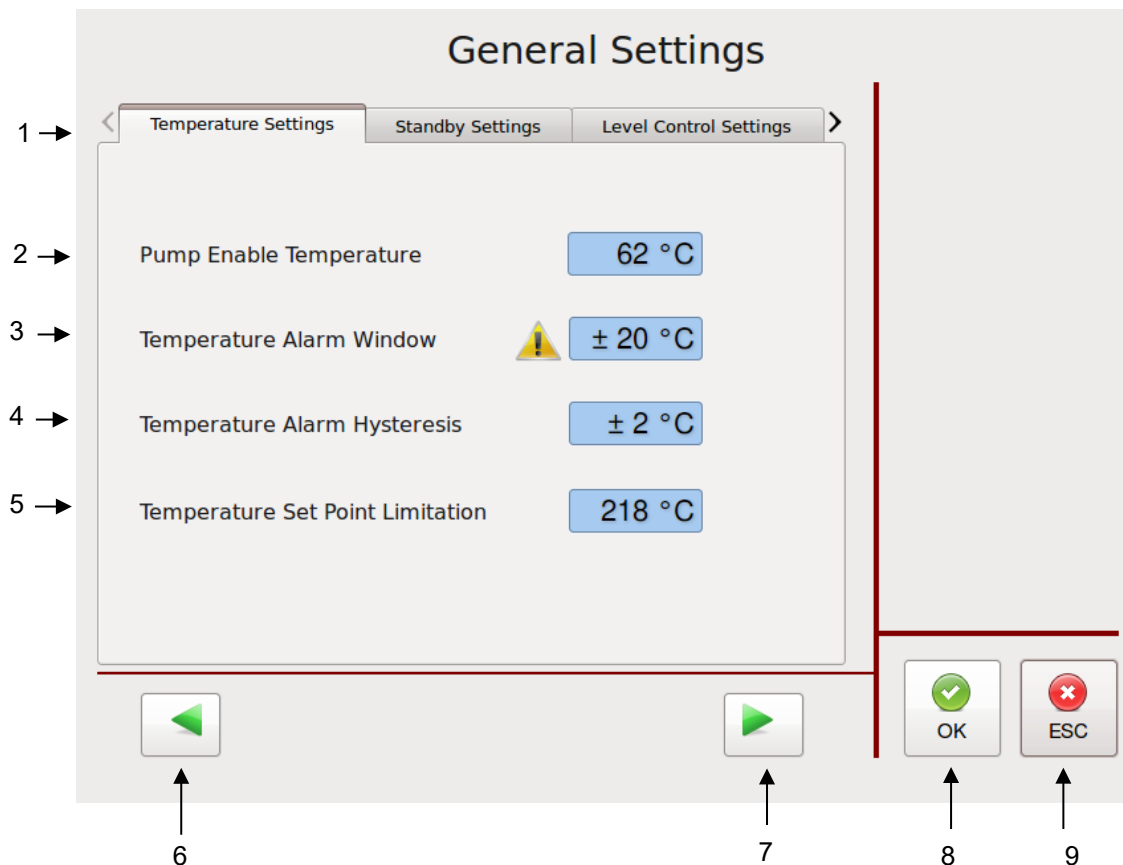 General Settings
1 Temperature Settings Standby Settings Level Control Settings
2 Pump Enable Temperature 62 °C
3 Temperature Alarm Window ± 20 °C
4 Temperature Alarm Hysteresis ± 2 °C
5 Temperature Set Point Limitation 218 °C
OK ESC
6 7 8 9